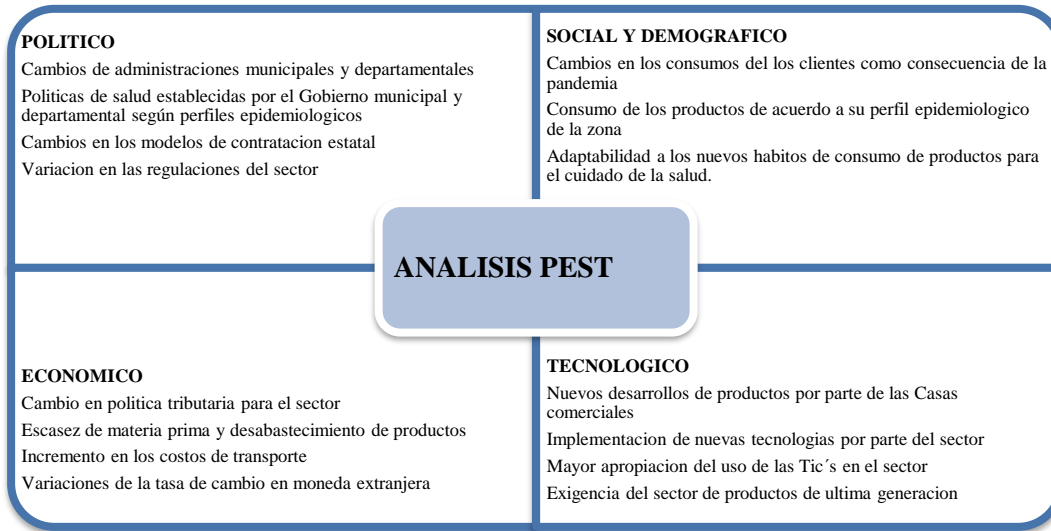 POLITICO
Cambios de administraciones municipales y departamentales
Politicas de salud establecidas por el Gobierno municipal y
departamental según perfiles epidemiologicos
Cambios en los modelos de contratacion estatal
Variacion en las regulaciones del sector
SOCIAL Y DEMOGRAFICO
Cambios en los consumos del los clientes como consecuencia de la
pandemia
Consumo de los productos de acuerdo a su perfil epidemiologico
de la zona
Adaptabilidad a los nuevos habitos de consumo de productos para
el cuidado de la salud.
ANALISIS PEST
ECONOMICO
Cambio en politica tributaria para el sector
Escasez de materia prima y desabastecimiento de productos
Incremento en los costos de transporte
Variaciones de la tasa de cambio en moneda extranjera
TECNOLOGICO
Nuevos desarrollos de productos por parte de las Casas
comerciales
Implementacion de nuevas tecnologias por parte del sector
Mayor apropiacion del uso de las Tic´s en el sector
Exigencia del sector de productos de ultima generacion